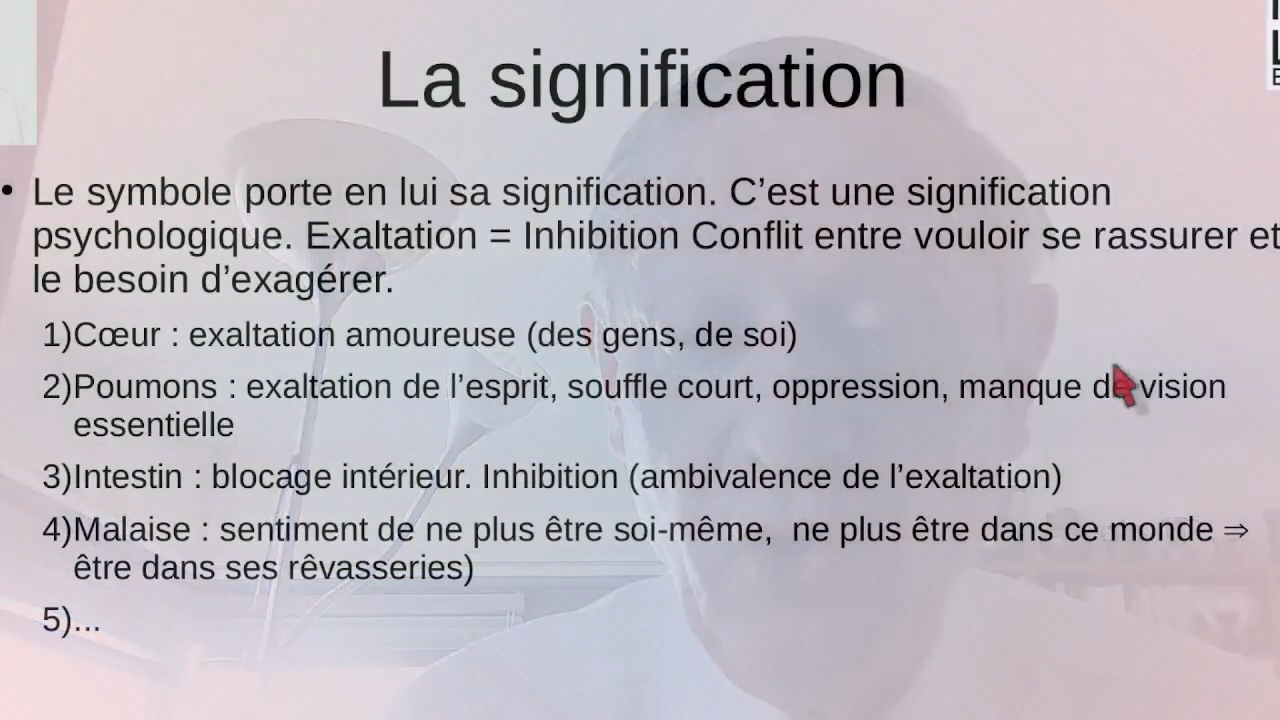 La signification
• Le symbole porte en lui sa signification. C’est une signification
psychologique. Exaltation = Inhibition Conflit entre vouloir se rassurer et
le besoin d’exagérer.
1)Cœur : exaltation amoureuse (des gens, de soi)
2)Poumons : exaltation de l’esprit, souffle court, oppression, manque de vision
essentielle
3)Intestin : blocage intérieur. Inhibition (ambivalence de l’exaltation)
4)Malaise : sentiment de ne plus être soi-même,  ne plus être dans ce monde ⇒
être dans ses rêvasseries)
5)...